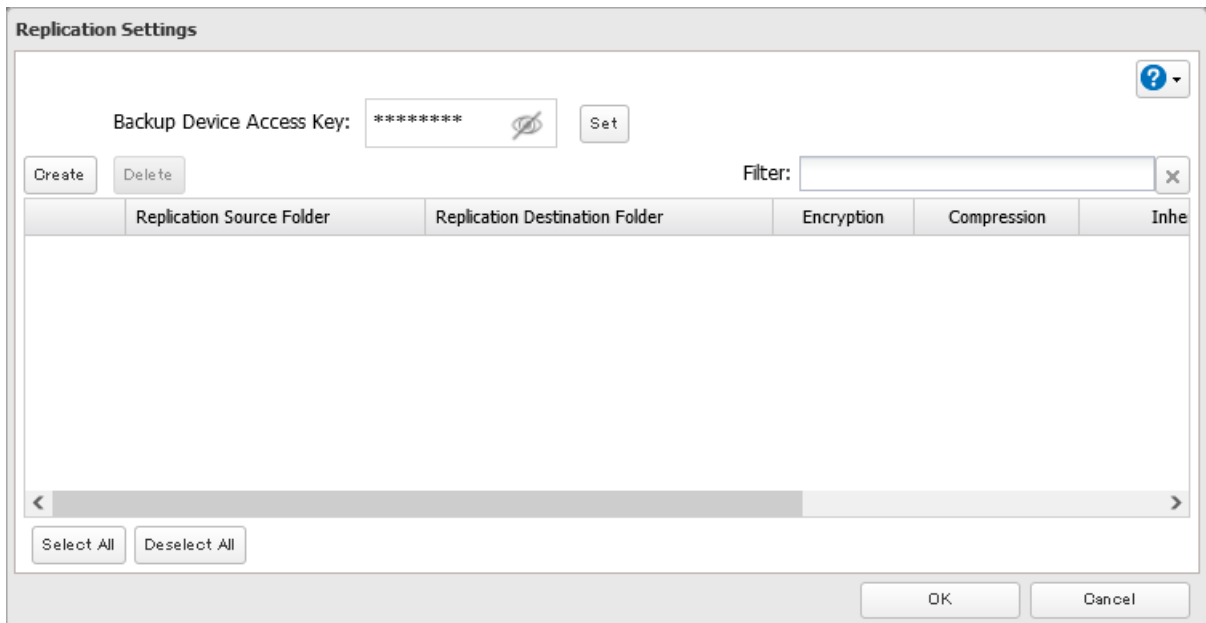 Replication Settings
?
Backup Device Access Key: ******** Set
Create Delete Filter:
Replication Source Folder Replication Destination Folder Encryption Compression Inhe
Select All Deselect All
OK Cancel